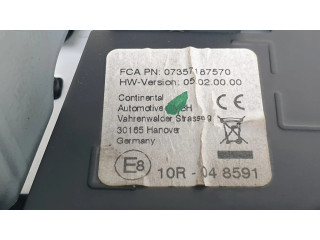 FCA PN: 07357187570
HW-Version: 05.02.00.00
Continental
Automotive GmbH
Vahrenwalder Strasse 9
30165 Hanover
Germany
CE
E8
10R - 04 8591